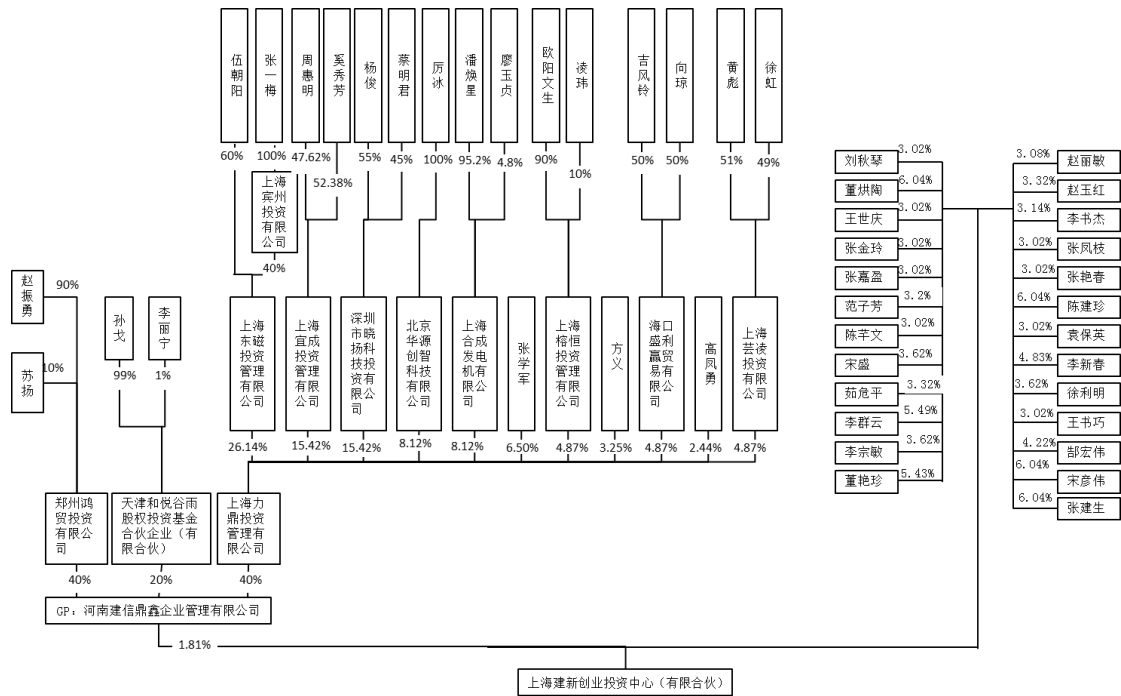 伍朝阳
张一梅
周惠明
奚秀芳
杨俊
蔡明君
厉冰
潘焕星
廖玉贞
欧阳文生
凌玮
吉风铃
向琼
黄彪
徐虹
60%
100%
47.62%
52.38%
55%
45%
100%
95.2%
4.8%
90%
10%
50%
50%
51%
49%
上海
宾州
投资
有限
公司
40%
赵振勇
90%
苏扬
10%
孙戈
99%
李丽宁
1%
上海东磁投资管理有限公司
上海宜成投资管理有限公司
深圳市晓扬科技投资有限公司
北京华源创智科技有限公司
上海合成发电机有限公司
张学军
上海榕恒投资管理有限公司
方义
海口盛利赢贸易有限公司
高凤勇
上海芸凌投资有限公司
26.14%
15.42%
15.42%
8.12%
8.12%
6.50%
4.87%
3.25%
4.87%
2.44%
4.87%
郑州鸿
贸投资
有限公
司
天津和悦谷雨
股权投资基金
合伙企业（有
限合伙）
上海力
鼎投资
管理有
限公司
40%
20%
40%
GP：河南建信鼎鑫企业管理有限公司
1.81%
上海建新创业投资中心（有限合伙）
刘秋琴
3.02%
董烘陶
6.04%
王世庆
3.02%
张金玲
3.02%
张嘉盈
3.02%
范子芳
3.2%
陈芊文
3.02%
宋盛
3.62%
茹危平
3.32%
李群云
5.49%
李宗敏
3.62%
董艳珍
5.43%
3.08%
赵丽敏
3.32%
赵玉红
3.14%
李书杰
3.02%
张凤枝
3.02%
张艳春
6.04%
陈建珍
3.02%
袁保英
4.83%
李新春
3.62%
徐利明
3.02%
王书巧
4.22%
郜宏伟
6.04%
宋彦伟
6.04%
张建生